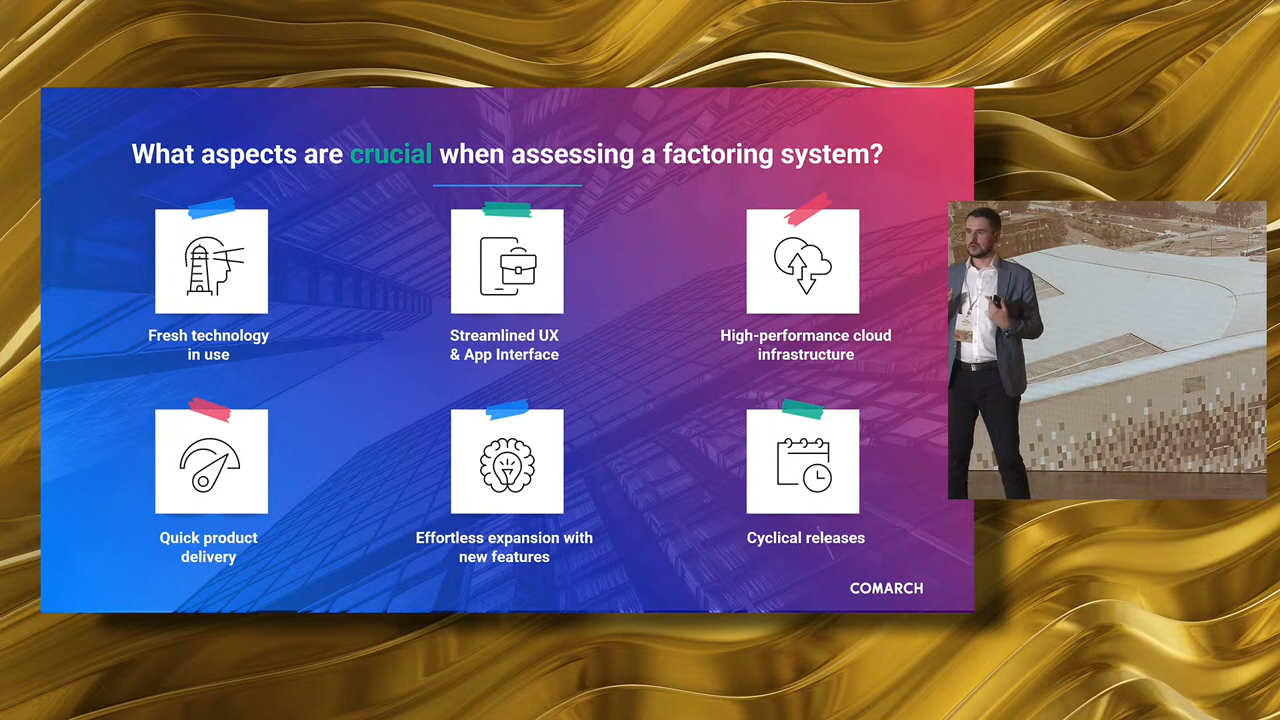 What aspects are crucial when assessing a factoring system?
Fresh technology
in use
Streamlined UX
& App Interface
High-performance cloud
infrastructure
Quick product
delivery
Effortless expansion with
new features
Cyclical releases
COMARCH